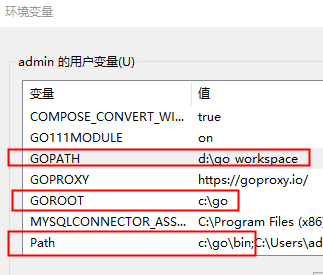 环境变量
admin 的用户变量(U)
变量 值
COMPOSE_CONVERT_WI... true
GO111MODULE on
GOPATH d:\go workspace
GOPROXY https://goproxy.io/
GOROOT c:\go
MYSQLCONNECTOR_ASS... C:\Program Files (x86)
Path c:\go\bin;C:\Users\ad